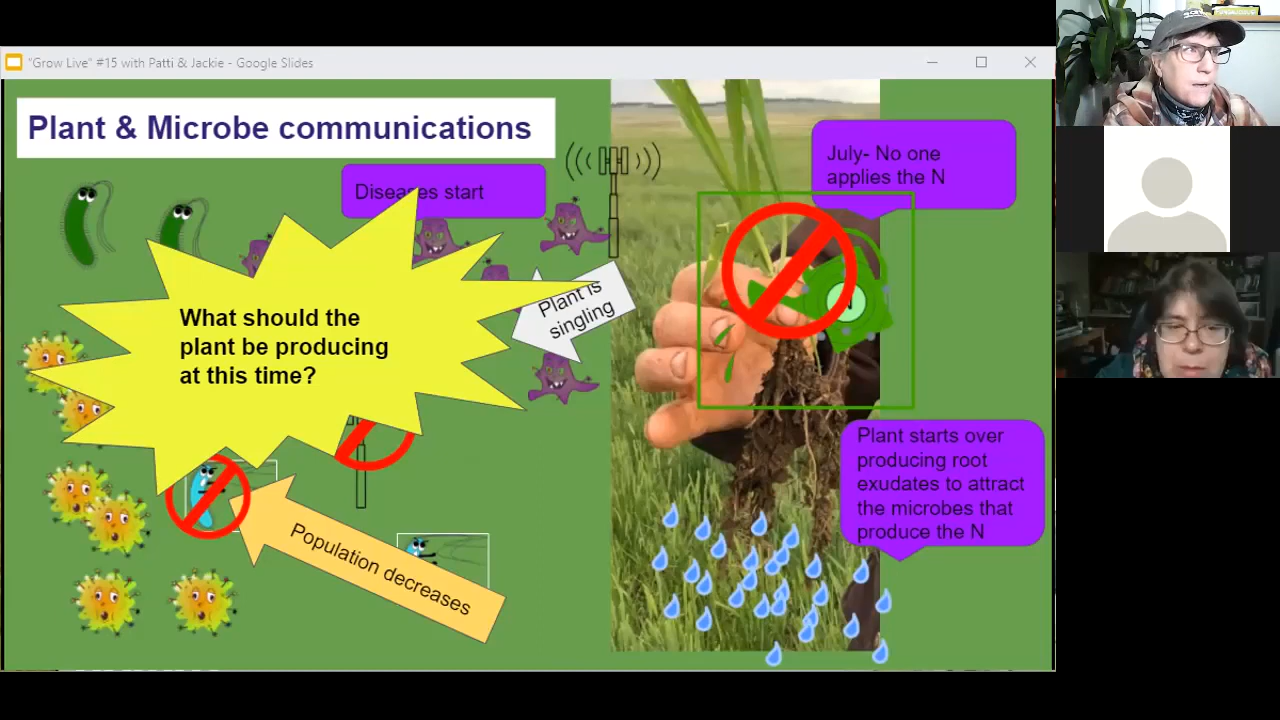 "Grow Live" #15 with Patti & Jackie - Google Slides
Plant & Microbe communications
Diseases start
July- No one
applies the N
What should the
plant be producing
at this time?
Plant is
singling
N
Plant starts over
producing root
exudates to attract
the microbes that
produce the N
Population decreases